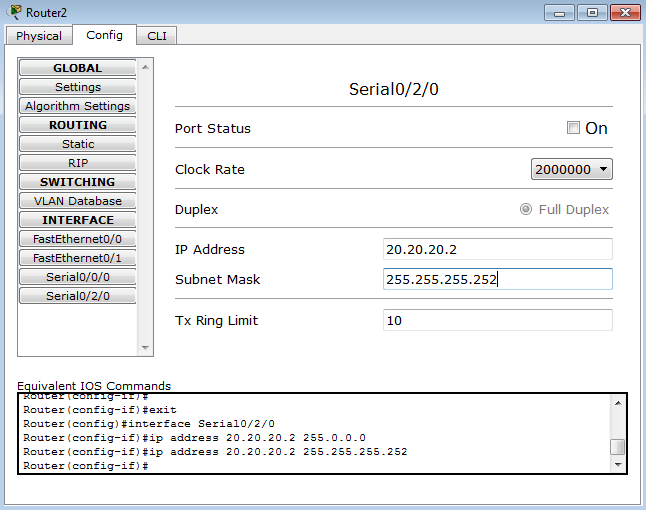 Router2
Physical Config CLI
GLOBAL
Settings
Algorithm Settings
ROUTING
Static
RIP
SWITCHING
VLAN Database
INTERFACE
FastEthernet0/0
FastEthernet0/1
Serial0/0/0
Serial0/2/0
Serial0/2/0
Port Status On
Clock Rate 2000000
Duplex Full Duplex
IP Address 20.20.20.2
Subnet Mask 255.255.255.252
Tx Ring Limit 10
Equivalent IOS Commands
Router(config-if)#
Router(config-if)#exit
Router(config)#interface Serial0/2/0
Router(config-if)#ip address 20.20.20.2 255.0.0.0
Router(config-if)#ip address 20.20.20.2 255.255.255.252
Router(config-if)#